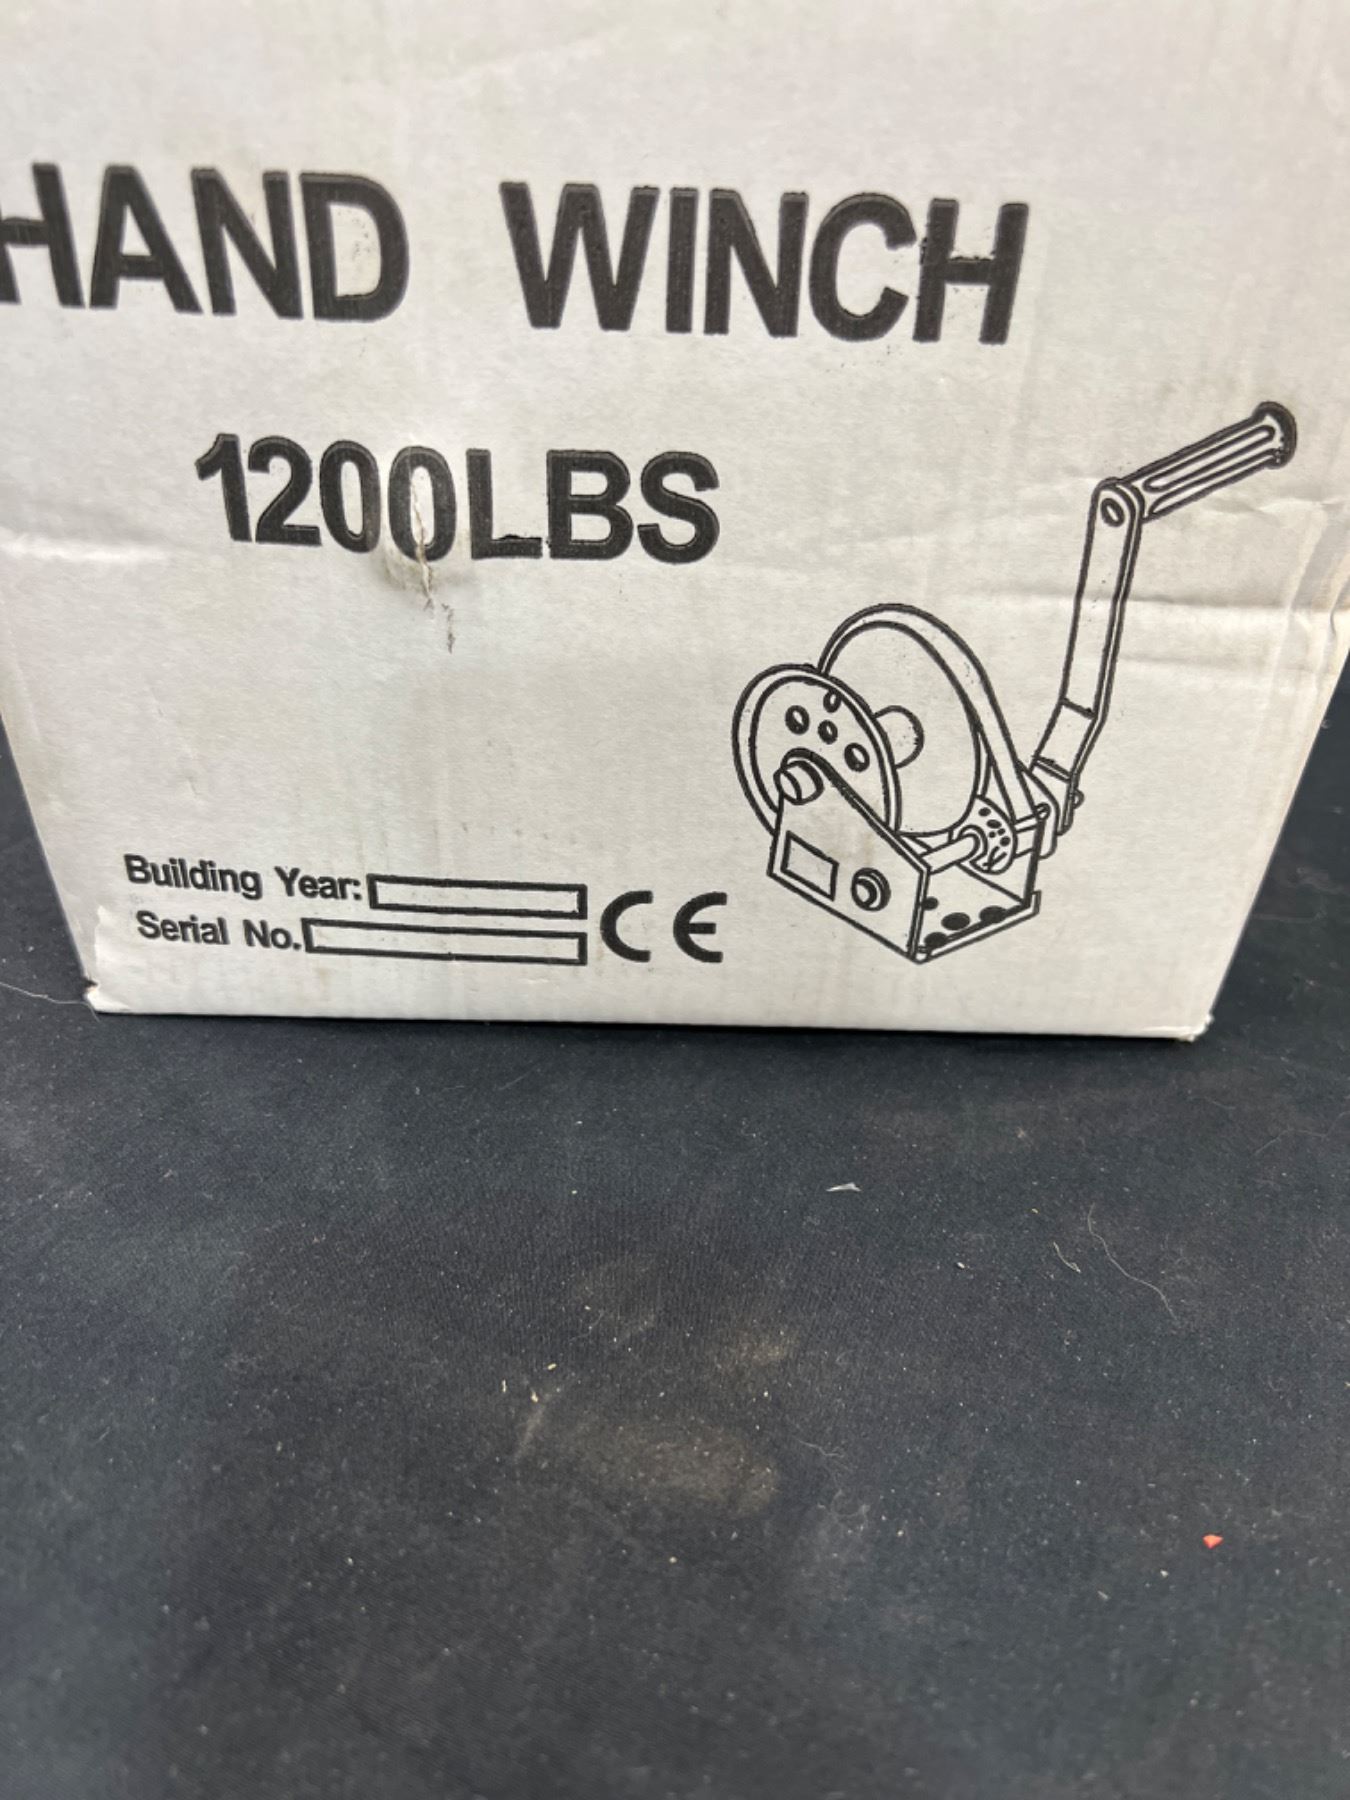 HAND WINCH
1200LBS
Building Year:
Serial No.
CE